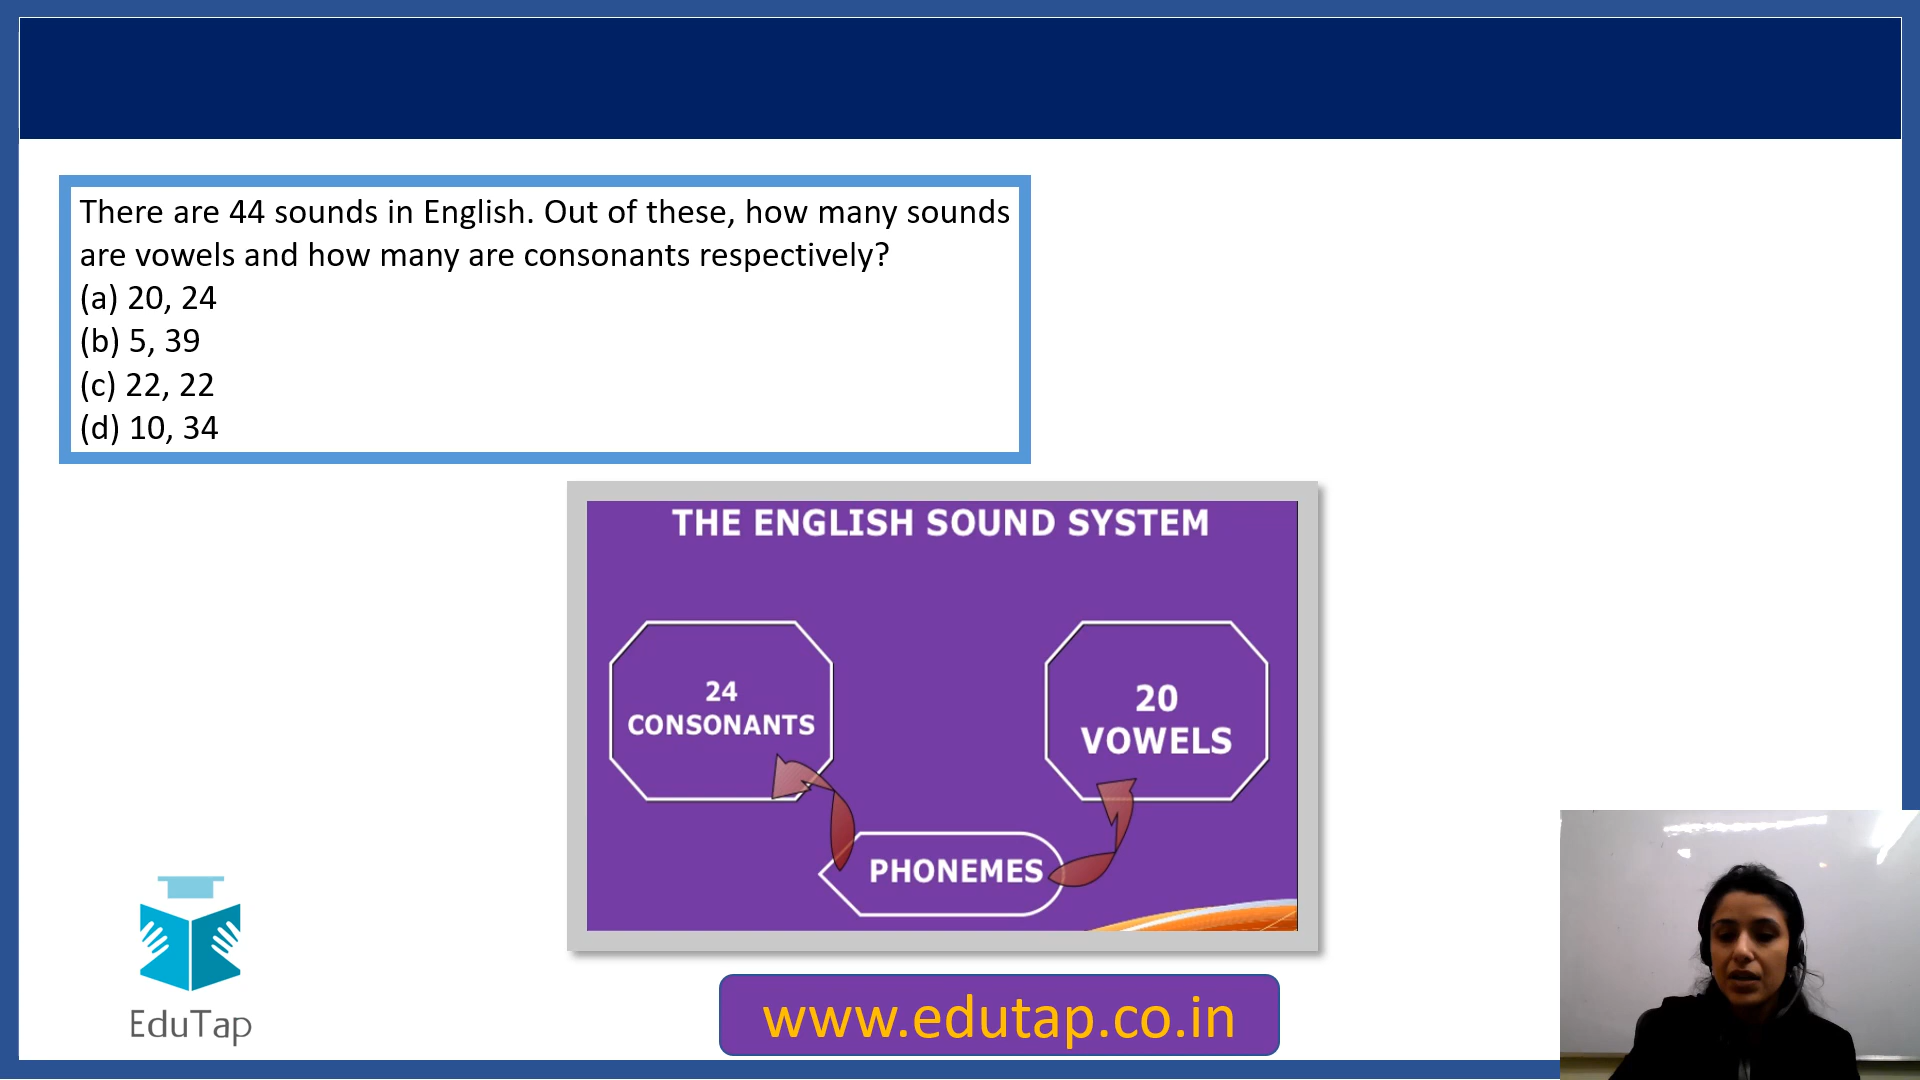 There are 44 sounds in English. Out of these, how many sounds
are vowels and how many are consonants respectively?
(a) 20, 24
(b) 5, 39
(c) 22, 22
(d) 10, 34
THE ENGLISH SOUND SYSTEM
24
CONSONANTS
20
VOWELS
PHONEMES
EduTap
www.edutap.co.in